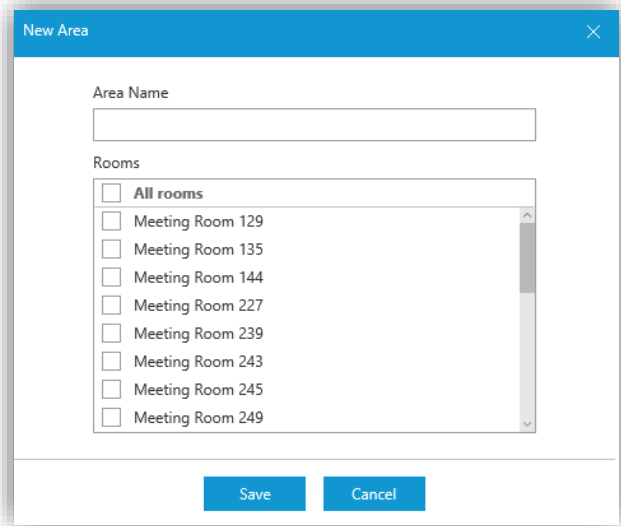 New Area
Area Name
Rooms
All rooms
Meeting Room 129
Meeting Room 135
Meeting Room 144
Meeting Room 227
Meeting Room 239
Meeting Room 243
Meeting Room 245
Meeting Room 249
Save Cancel